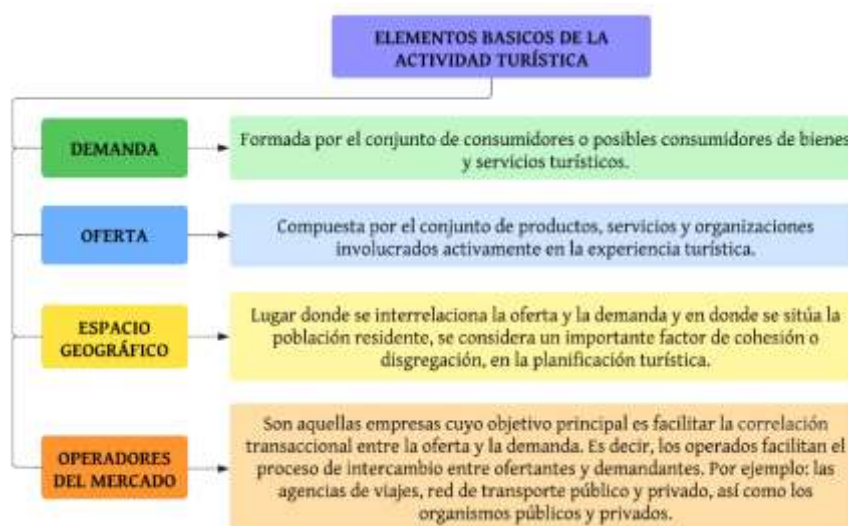 ELEMENTOS BASICOS DE LA
ACTIVIDAD TURÍSTICA
DEMANDA
Formada por el conjunto de consumidores o posibles consumidores de bienes
y servicios turísticos.
OFERTA
Compuesta por el conjunto de productos, servicios y organizaciones
involucrados activamente en la experiencia turística.
ESPACIO
GEOGRÁFICO
Lugar donde se interrelaciona la oferta y la demanda y en donde se sitúa la
población residente, se considera un importante factor de cohesión o
disgregación, en la planificación turística.
OPERADORES
DEL MERCADO
Son aquellas empresas cuyo objetivo principal es facilitar la correlación
transaccional entre la oferta y la demanda. Es decir, los operados facilitan el
proceso de intercambio entre ofertantes y demandantes. Por ejemplo: las
agencias de viajes, red de transporte público y privado, así como los
organismos públicos y privados.